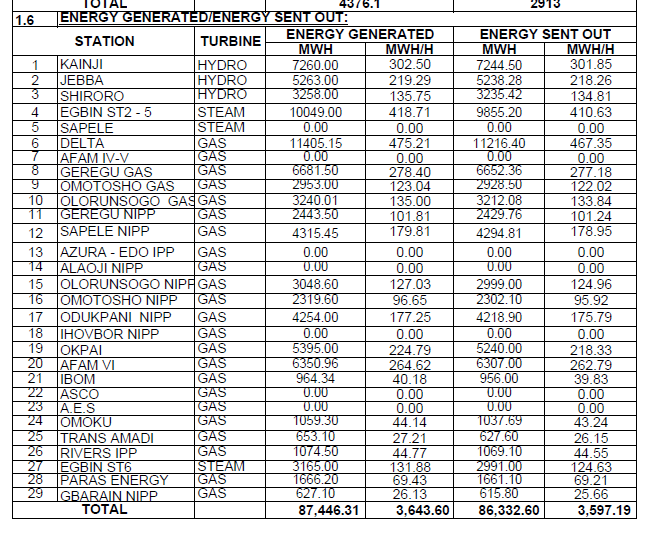 TOTAL 4376.1 2913
1.6 ENERGY GENERATED/ENERGY SENT OUT:
STATION TURBINE ENERGY GENERATED ENERGY SENT OUT
MWH MWH/H MWH MWH/H
1 KAINJI HYDRO 7260.00 302.50 7244.50 301.85
2 JEBBA HYDRO 5263.00 219.29 5238.28 218.26
3 SHIRORO HYDRO 3258.00 135.75 3235.42 134.81
4 EGBIN ST2 - 5 STEAM 10049.00 418.71 9855.20 410.63
5 SAPELE STEAM 0.00 0.00 0.00 0.00
6 DELTA GAS 11405.15 475.21 11216.40 467.35
7 AFAM IV-V GAS 0.00 0.00 0.00 0.00
8 GEREGU GAS GAS 6681.50 278.40 6652.36 277.18
9 OMOTOSHO GAS GAS 2953.00 123.04 2928.50 122.02
10 OLORUNSOGO GAS GAS 3240.01 135.00 3212.08 133.84
11 GEREGU NIPP GAS 2443.50 101.81 2429.76 101.24
12 SAPELE NIPP GAS 4315.45 179.81 4294.81 178.95
13 AZURA - EDO IPP GAS 0.00 0.00 0.00 0.00
14 ALAOJI NIPP GAS 0.00 0.00 0.00 0.00
15 OLORUNSOGO NIPP GAS 3048.60 127.03 2999.00 124.96
16 OMOTOSHO NIPP GAS 2319.60 96.65 2302.10 95.92
17 ODUKPANI NIPP GAS 4254.00 177.25 4218.90 175.79
18 IHOVBOR NIPP GAS 0.00 0.00 0.00 0.00
19 OKPAI GAS 5395.00 224.79 5240.00 218.33
20 AFAM VI GAS 6350.96 264.62 6307.00 262.79
21 IBOM GAS 964.34 40.18 956.00 39.83
22 ASCO GAS 0.00 0.00 0.00 0.00
23 A.E.S GAS 0.00 0.00 0.00 0.00
24 OMOKU GAS 1059.30 44.14 1037.69 43.24
25 TRANS AMADI GAS 653.10 27.21 627.60 26.15
26 RIVERS IPP GAS 1074.50 44.77 1069.10 44.55
27 EGBIN ST6 STEAM 3165.00 131.88 2991.00 124.63
28 PARAS ENERGY GAS 1666.20 69.43 1661.10 69.21
29 GBARAIN NIPP GAS 627.10 26.13 615.80 25.66
TOTAL 87,446.31 3,643.60 86,332.60 3,597.19